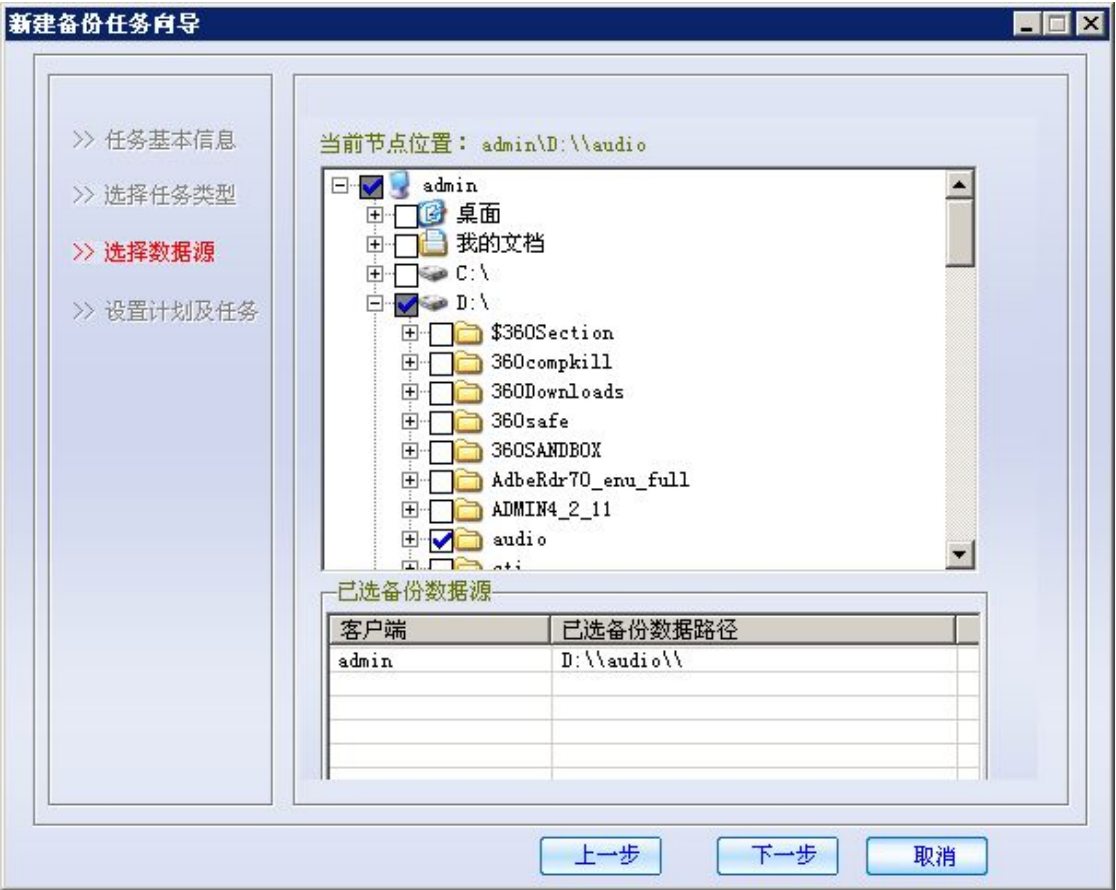 新建备份任务向导
>> 任务基本信息
>> 选择任务类型
>> 选择数据源
>> 设置计划及任务
当前节点位置： admin\D:\\audio
admin
桌面
我的文档
C:\
D:\
$360Section
360compkill
360Downloads
360safe
360SANDBOX
AdbeRdr70_enu_full
ADMIN4_2_11
audio
已选备份数据源
客户端 已选备份数据路径
admin D:\\audio\\
上一步 下一步 取消